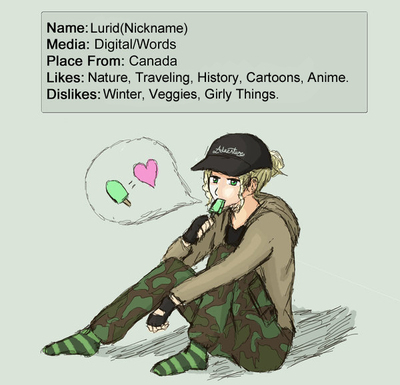 Name: Lurid(Nickname)
Media: Digital/Words
Place From: Canada
Likes: Nature, Traveling, History, Cartoons, Anime.
Dislikes: Winter, Veggies, Girly Things.
Adventure